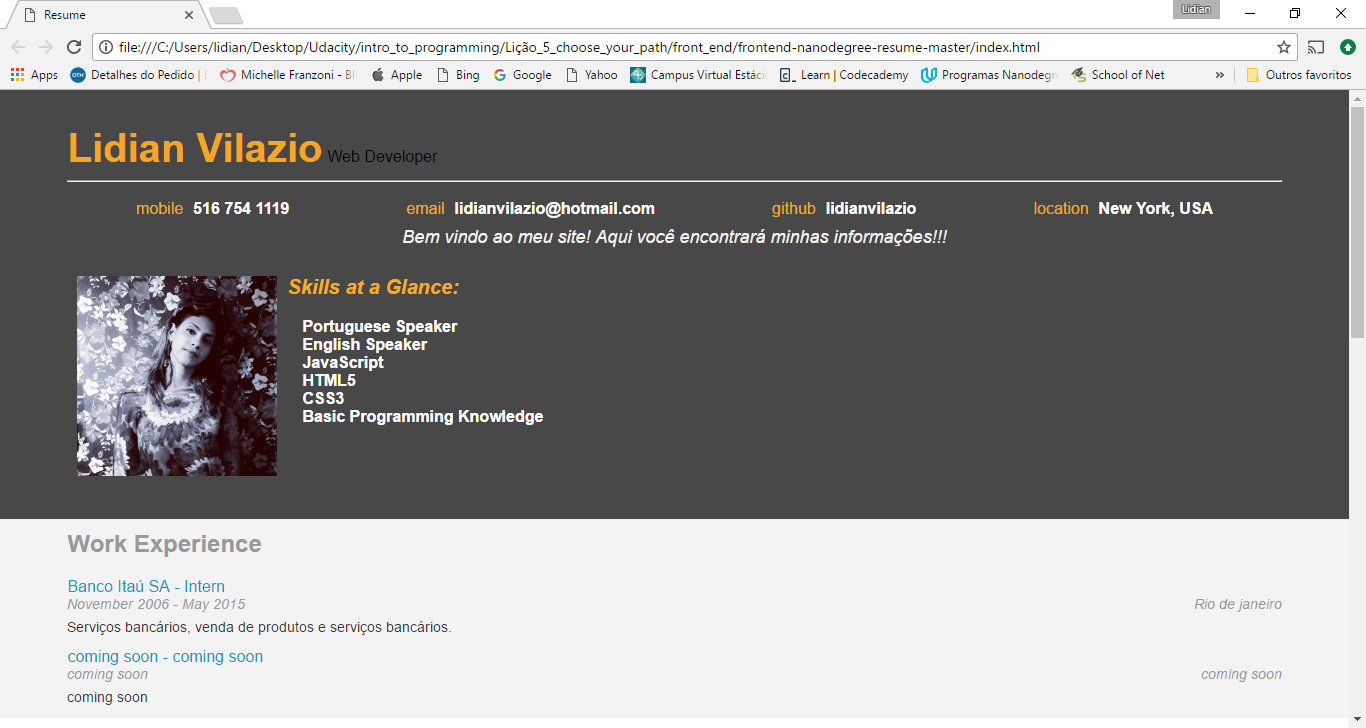 Resume
Lidian
file:///C:/Users/lidian/Desktop/Udacity/intro_to_programming/Lição_5_choose_your_path/front_end/frontend-nanodegree-resume-master/index.html
Apps Detalhes do Pedido | Michelle Franzoni - Apple Bing Google Yahoo Campus Virtual Learn | Codecademy Programas School of Net » Outros favoritos
Lidian Vilazio Web Developer
mobile 516 754 1119 email lidianvilazio@hotmail.com github lidianvilazio location New York, USA
Bem vindo ao meu site! Aqui você encontrará minhas informações!!!
Skills at a Glance:
Portuguese Speaker
English Speaker
JavaScript
HTML5
CSS3
Basic Programming Knowledge
Work Experience
Banco Itaú SA - Intern
November 2006 - May 2015 Rio de janeiro
Serviços bancários, venda de produtos e serviços bancários.
coming soon - coming soon
coming soon coming soon
coming soon